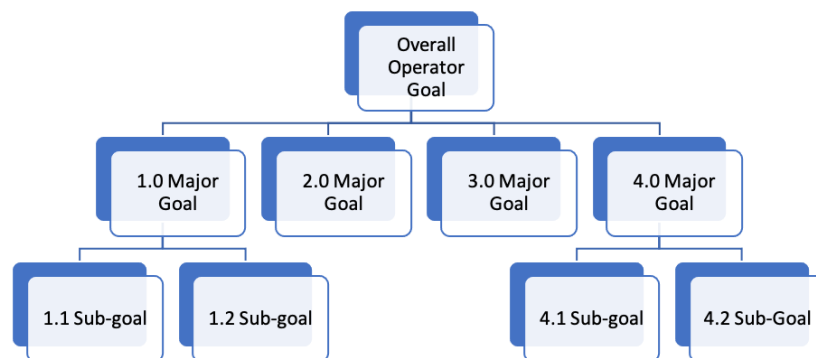 Overall
Operator
Goal
1.0 Major
Goal
2.0 Major
Goal
3.0 Major
Goal
4.0 Major
Goal
1.1 Sub-goal
1.2 Sub-goal
4.1 Sub-goal
4.2 Sub-Goal